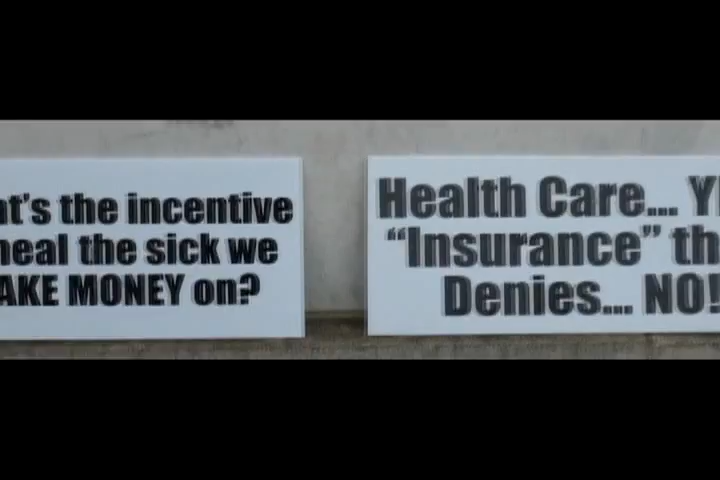 at's the incentive
heal the sick we
AKE MONEY on?
Health Care... Y
"Insurance" th
Denies... NO!